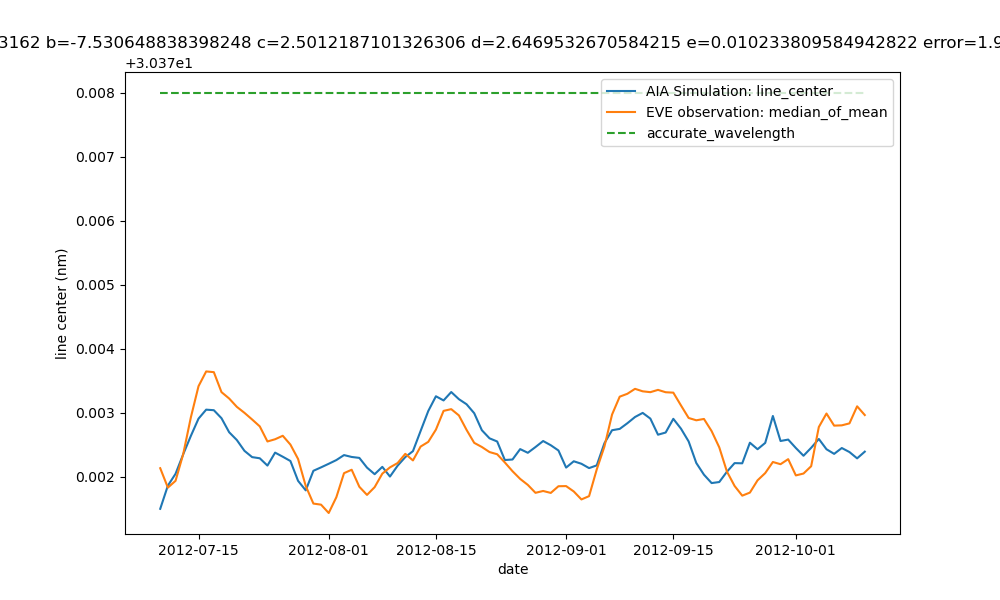 3162 b=-7.530648838398248 c=2.5012187101326306 d=2.6469532670584215 e=0.010233809584942822 error=1.9
+3.037e1
0.008
0.007
0.006
0.005
0.004
0.003
0.002
line center (nm)
AIA Simulation: line_center
EVE observation: median_of_mean
accurate_wavelength
2012-07-15 2012-08-01 2012-08-15 2012-09-01 2012-09-15 2012-10-01
date